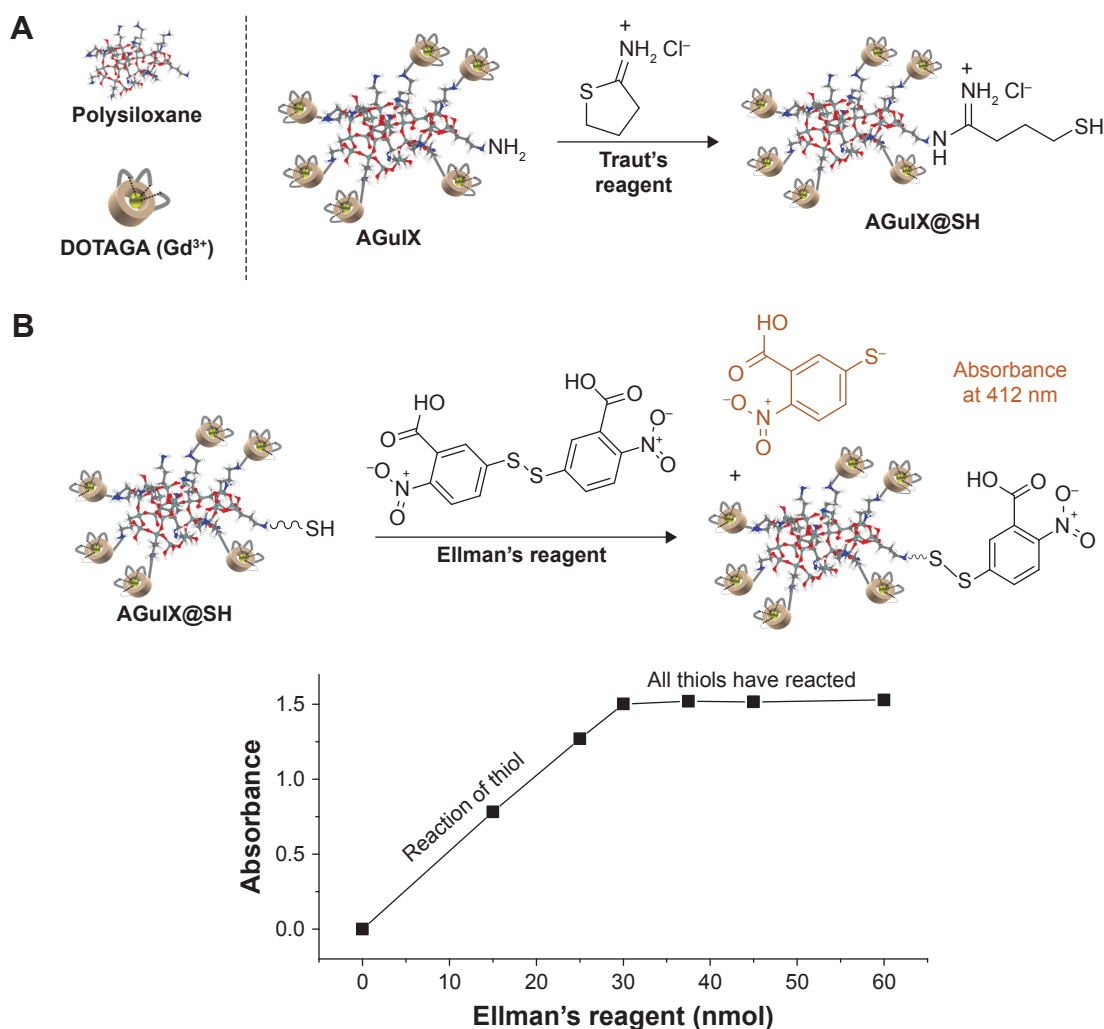 A
Polysiloxane
DOTAGA (Gd³⁺)
AGuIX
NH₂
+
NH₂ Cl⁻
S
Traut's
reagent
+
NH₂ Cl⁻
N
H
SH
AGuIX@SH
B
SH
AGuIX@SH
HO
O
O⁻
N⁺
O
S
S
HO
O
O⁻
N⁺
O
Ellman's reagent
HO
O
S⁻
O⁻
N⁺
O
Absorbance
at 412 nm
+
HO
O
O⁻
N⁺
O
S
S
All thiols have reacted
Reaction of thiol
Absorbance
1.5
1.0
0.5
0.0
0 10 20 30 40 50 60
Ellman's reagent (nmol)